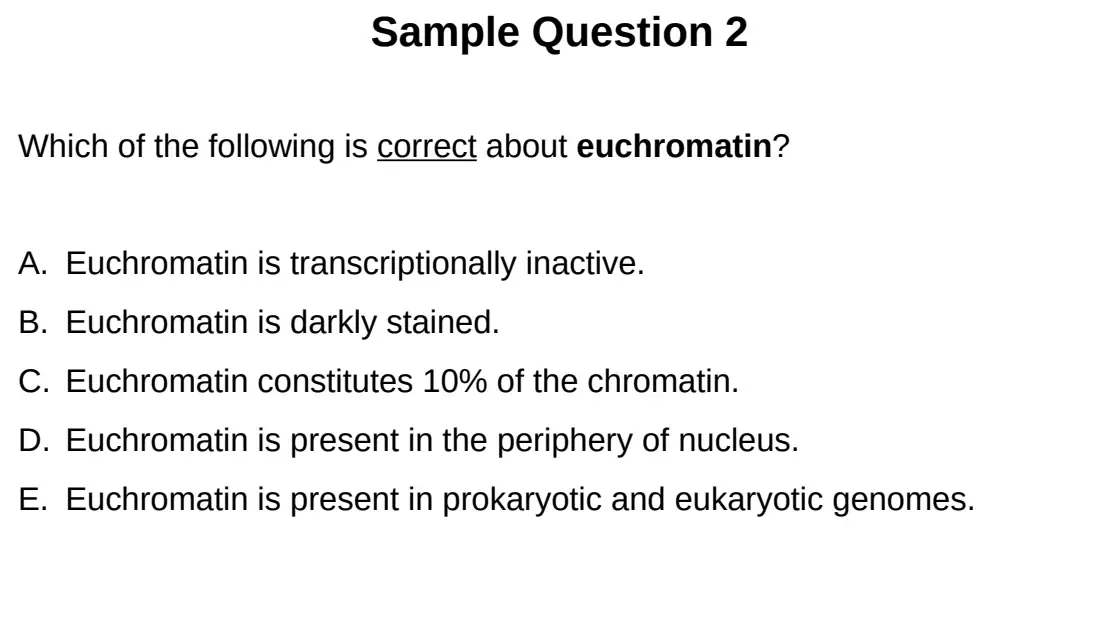 Sample Question 2
Which of the following is correct about euchromatin?
A. Euchromatin is transcriptionally inactive.
B. Euchromatin is darkly stained.
C. Euchromatin constitutes 10% of the chromatin.
D. Euchromatin is present in the periphery of nucleus.
E. Euchromatin is present in prokaryotic and eukaryotic genomes.